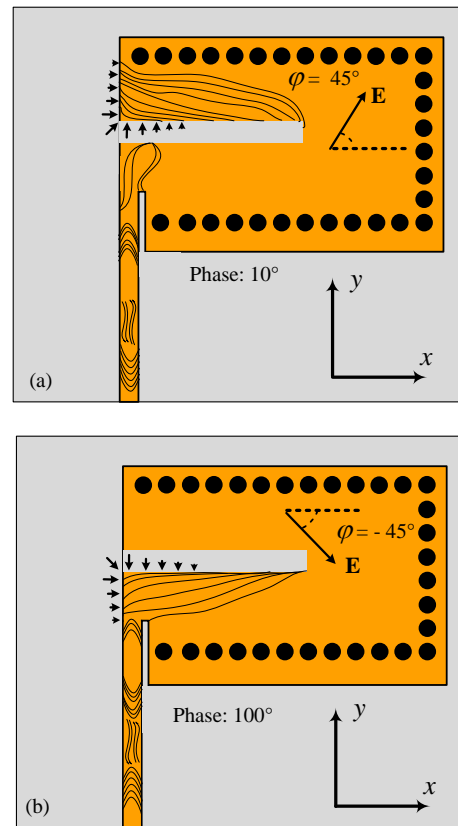 φ = 45°
E
Phase: 10°
y
x
(a)
φ = - 45°
E
Phase: 100°
y
x
(b)